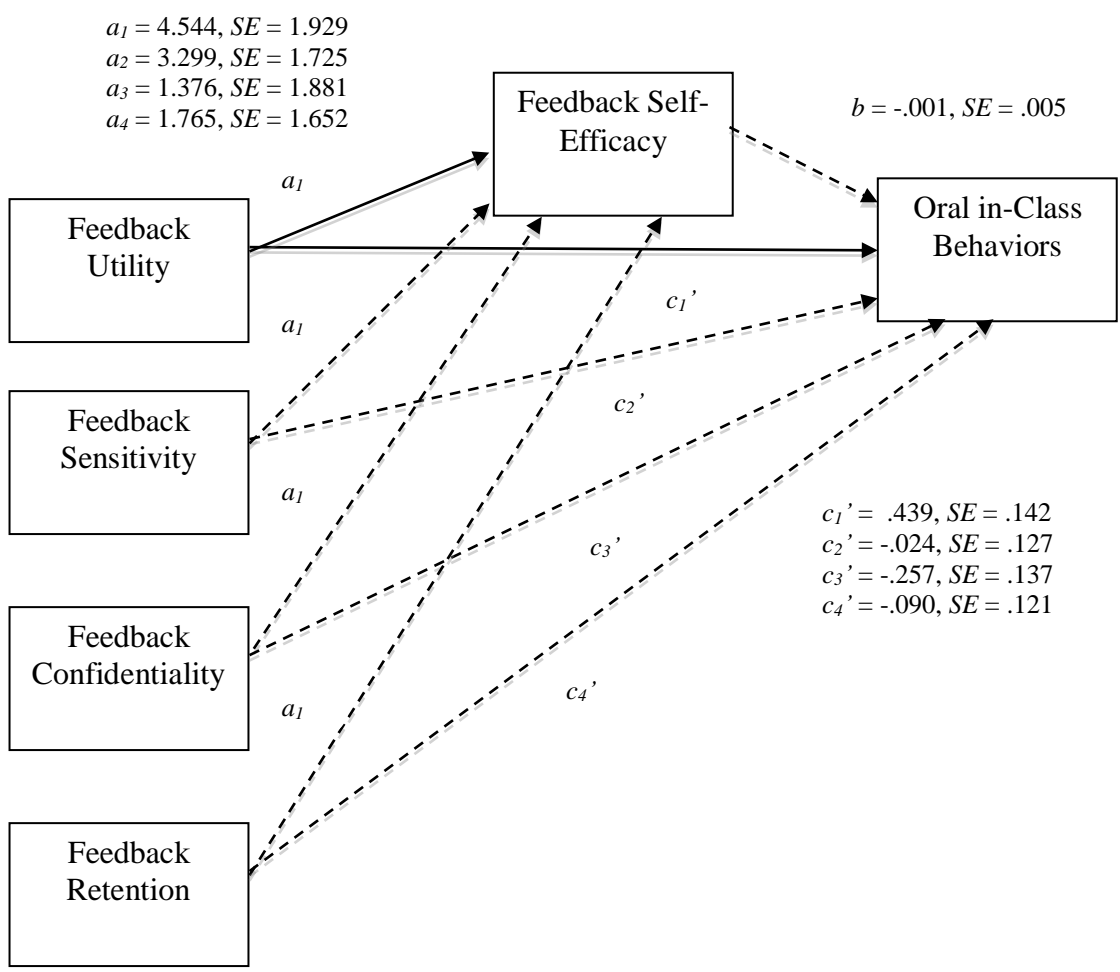 a1 = 4.544, SE = 1.929
a2 = 3.299, SE = 1.725
a3 = 1.376, SE = 1.881
a4 = 1.765, SE = 1.652
Feedback Self-
Efficacy
b = -.001, SE = .005
a1
Feedback
Utility
Oral in-Class
Behaviors
c1’
a1
c2’
Feedback
Sensitivity
a1
c3’
c1’ =  .439, SE = .142
c2’ = -.024, SE = .127
c3’ = -.257, SE = .137
c4’ = -.090, SE = .121
Feedback
Confidentiality
a1
c4’
Feedback
Retention